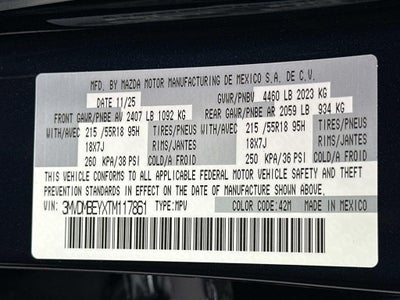 MFD. BY MAZDA MOTOR MANUFACTURING DE MEXICO S.A. DE C.V.
DATE 11/25 GVWR/PNBV 4460 LB 2023 KG
FRONT GAWR/PNBE AV 2407 LB 1092 KG REAR GAWR/PNBE AR 2059 LB 934 KG
WITH/AVEC 215 /55R18 95H TIRES/PNEUS WITH/AVEC 215 /55R18 95H TIRES/PNEUS
18X7J RIMS/JANTES 18X7J RIMS/JANTES
260 KPA/38 PSI COLD/A FROID 250 KPA/36 PSI
THIS VEHICLE CONFORMS TO ALL APPLICABLE FEDERAL MOTOR VEHICLE SAFETY AND THEFT
PREVENTION STANDARDS IN EFFECT ON THE DATE OF MANUFACTURE SHOWN ABOVE.
3MVDMBEYXTM117861 TYPE:MPV COLOR CODE:42M MADE IN MEXICO